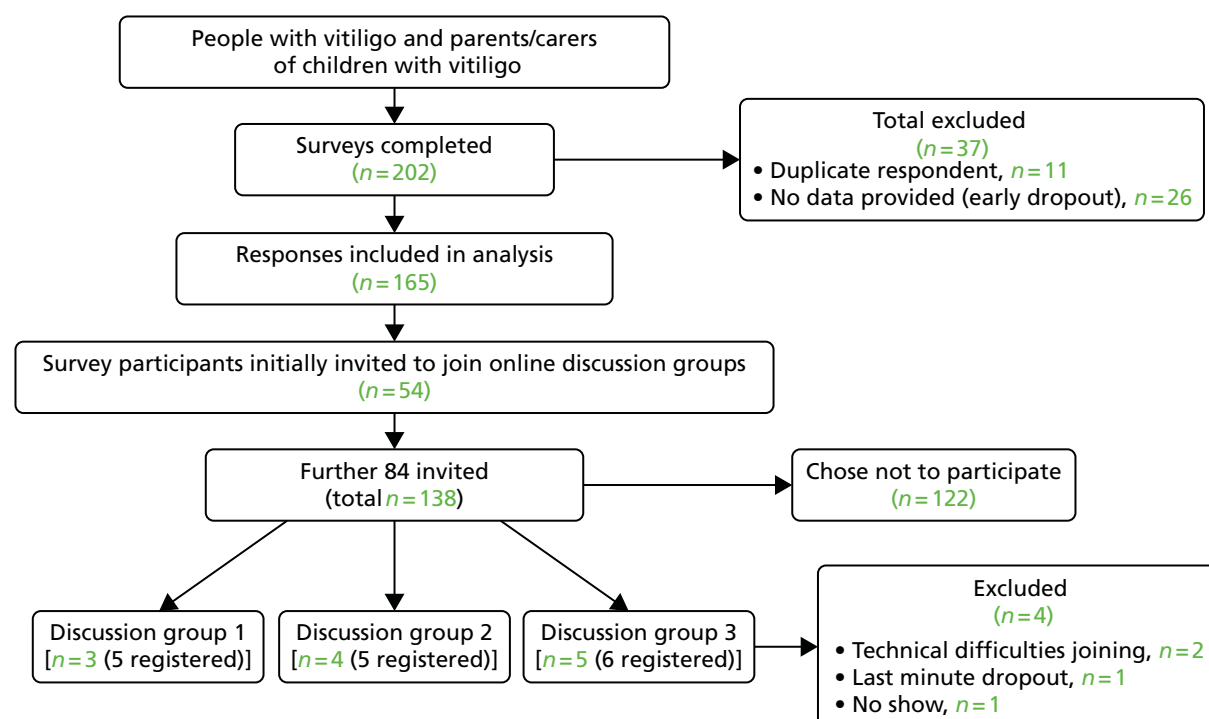 People with vitiligo and parents/carers
of children with vitiligo
Surveys completed
(n=202)
Total excluded
(n=37)
• Duplicate respondent, n=11
• No data provided (early dropout), n=26
Responses included in analysis
(n=165)
Survey participants initially invited to join online discussion groups
(n=54)
Further 84 invited
(total n=138)
Chose not to participate
(n=122)
Discussion group 1
[n=3 (5 registered)]
Discussion group 2
[n=4 (5 registered)]
Discussion group 3
[n=5 (6 registered)]
Excluded
(n=4)
• Technical difficulties joining, n=2
• Last minute dropout, n=1
• No show, n=1